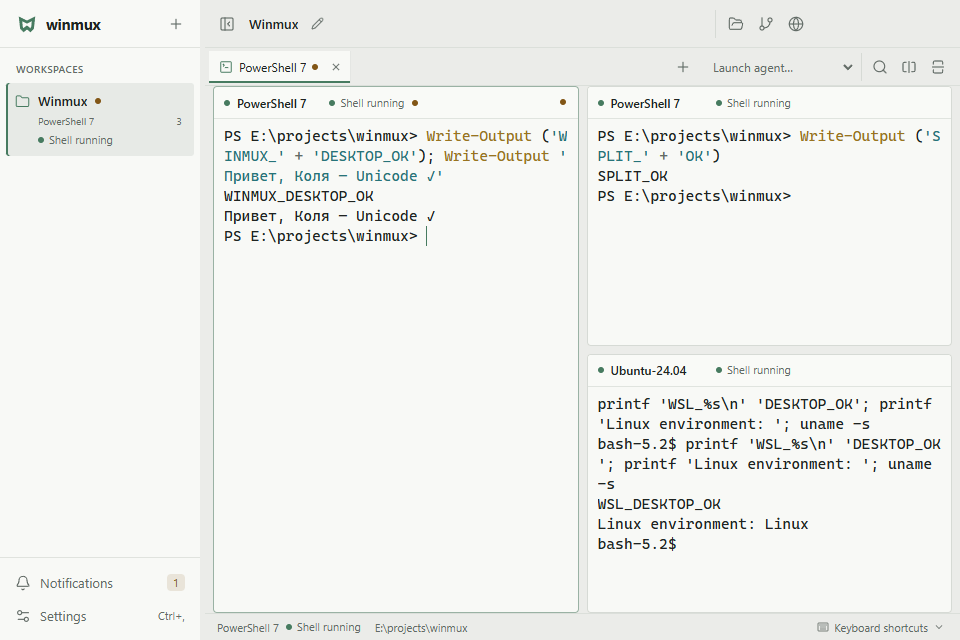 winmux
Winmux
WORKSPACES
Winmux
PowerShell 7
3
Shell running
PowerShell 7
Launch agent...
PowerShell 7
Shell running
PS E:\projects\winmux> Write-Output ('W
INMUX_' + 'DESKTOP_OK'); Write-Output '
Привет, Коля — Unicode ✓'
WINMUX_DESKTOP_OK
Привет, Коля — Unicode ✓
PS E:\projects\winmux>
PowerShell 7
Shell running
PS E:\projects\winmux> Write-Output ('S
PLIT_' + 'OK')
SPLIT_OK
PS E:\projects\winmux>
Ubuntu-24.04
Shell running
printf 'WSL_%s\n' 'DESKTOP_OK'; printf
'Linux environment: '; uname -s
bash-5.2$ printf 'WSL_%s\n' 'DESKTOP_OK
'; printf 'Linux environment: '; uname
-s
WSL_DESKTOP_OK
Linux environment: Linux
bash-5.2$
Notifications
1
Settings
Ctrl+,
PowerShell 7
Shell running
E:\projects\winmux
Keyboard shortcuts